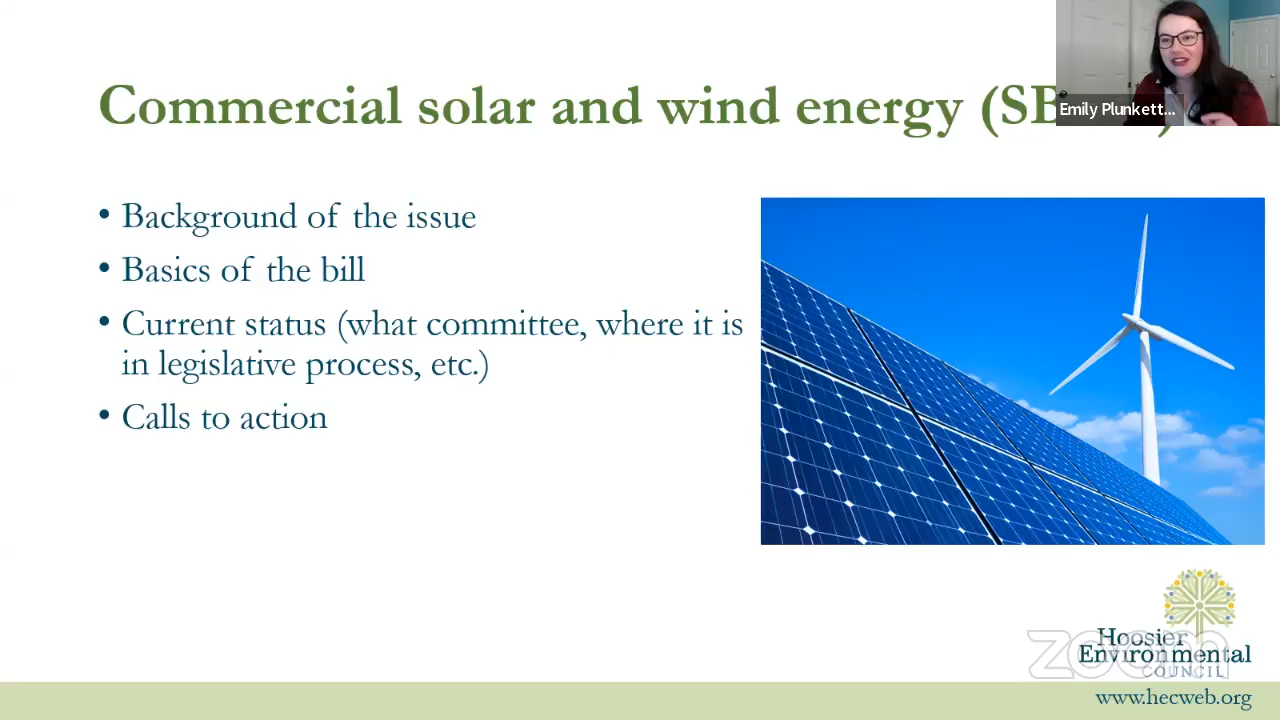 Commercial solar and wind energy (SB
Emily Plunkett...
• Background of the issue
• Basics of the bill
• Current status (what committee, where it is
in legislative process, etc.)
• Calls to action
zoom
Hoosier
Environmental
COUNCIL
www.hecweb.org